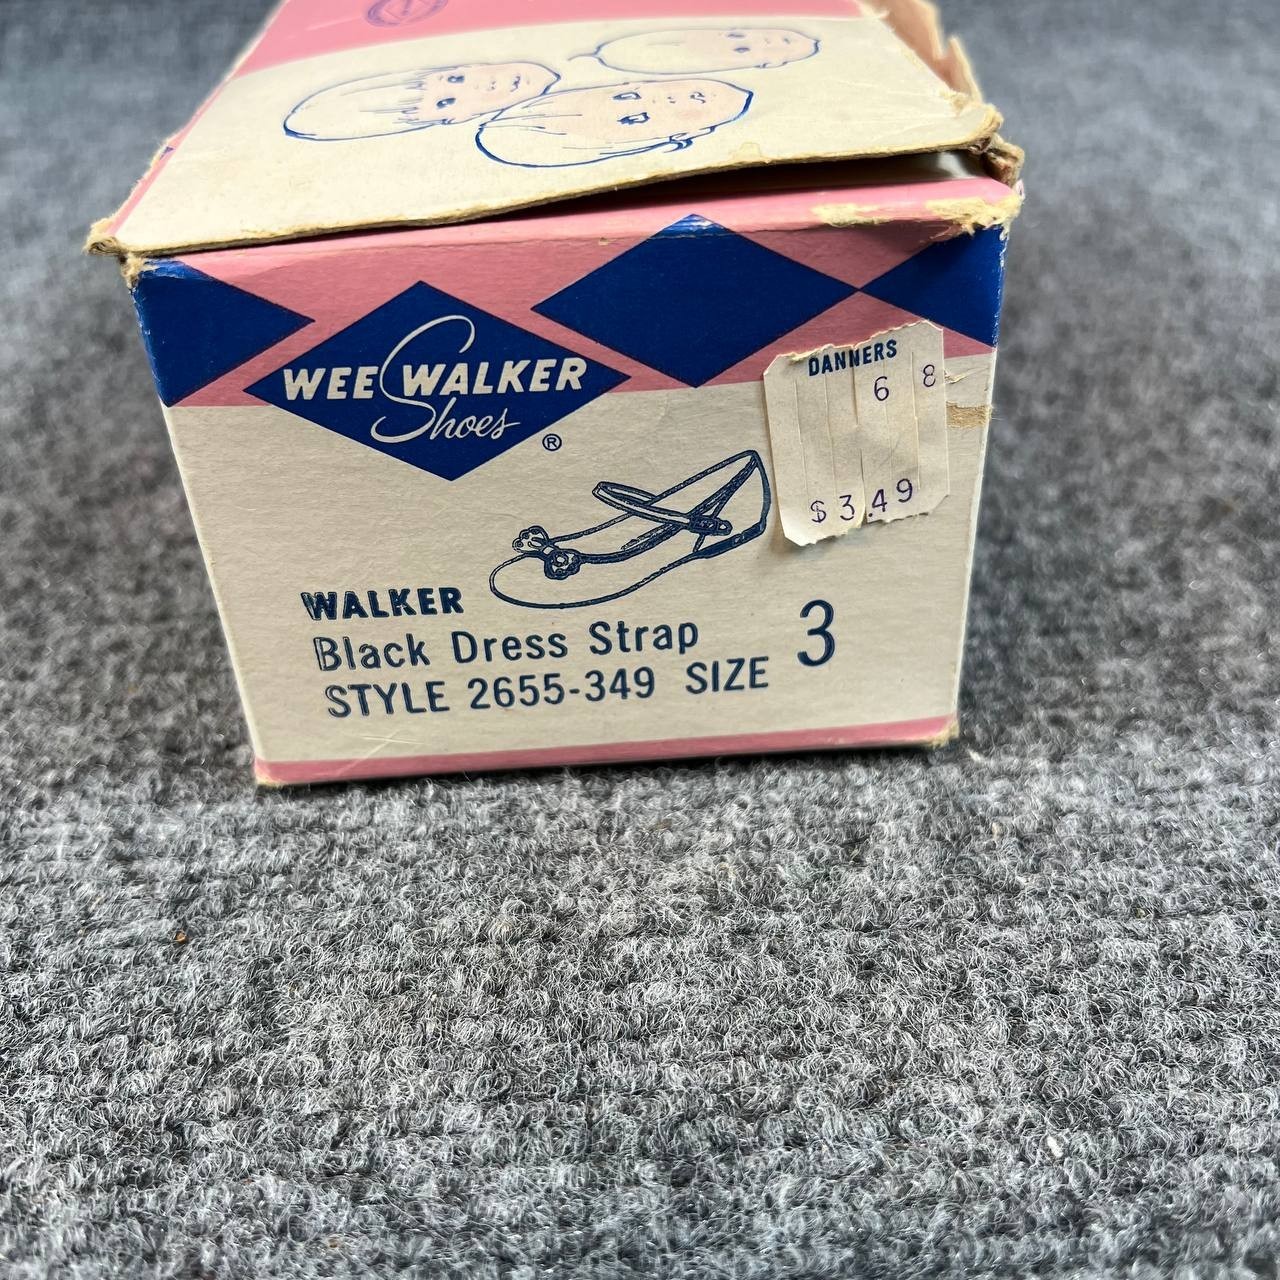 WEE WALKER
Shoes
®
DANNERS
6 8
$3.49
WALKER
Black Dress Strap
STYLE 2655-349 SIZE 3